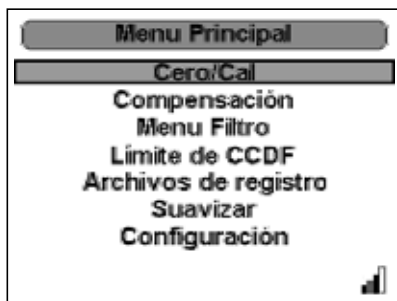 Menu Principal
Cero/Cal
Compensación
Menu Filtro
Límite de CCDF
Archivos de registro
Suavizar
Configuración